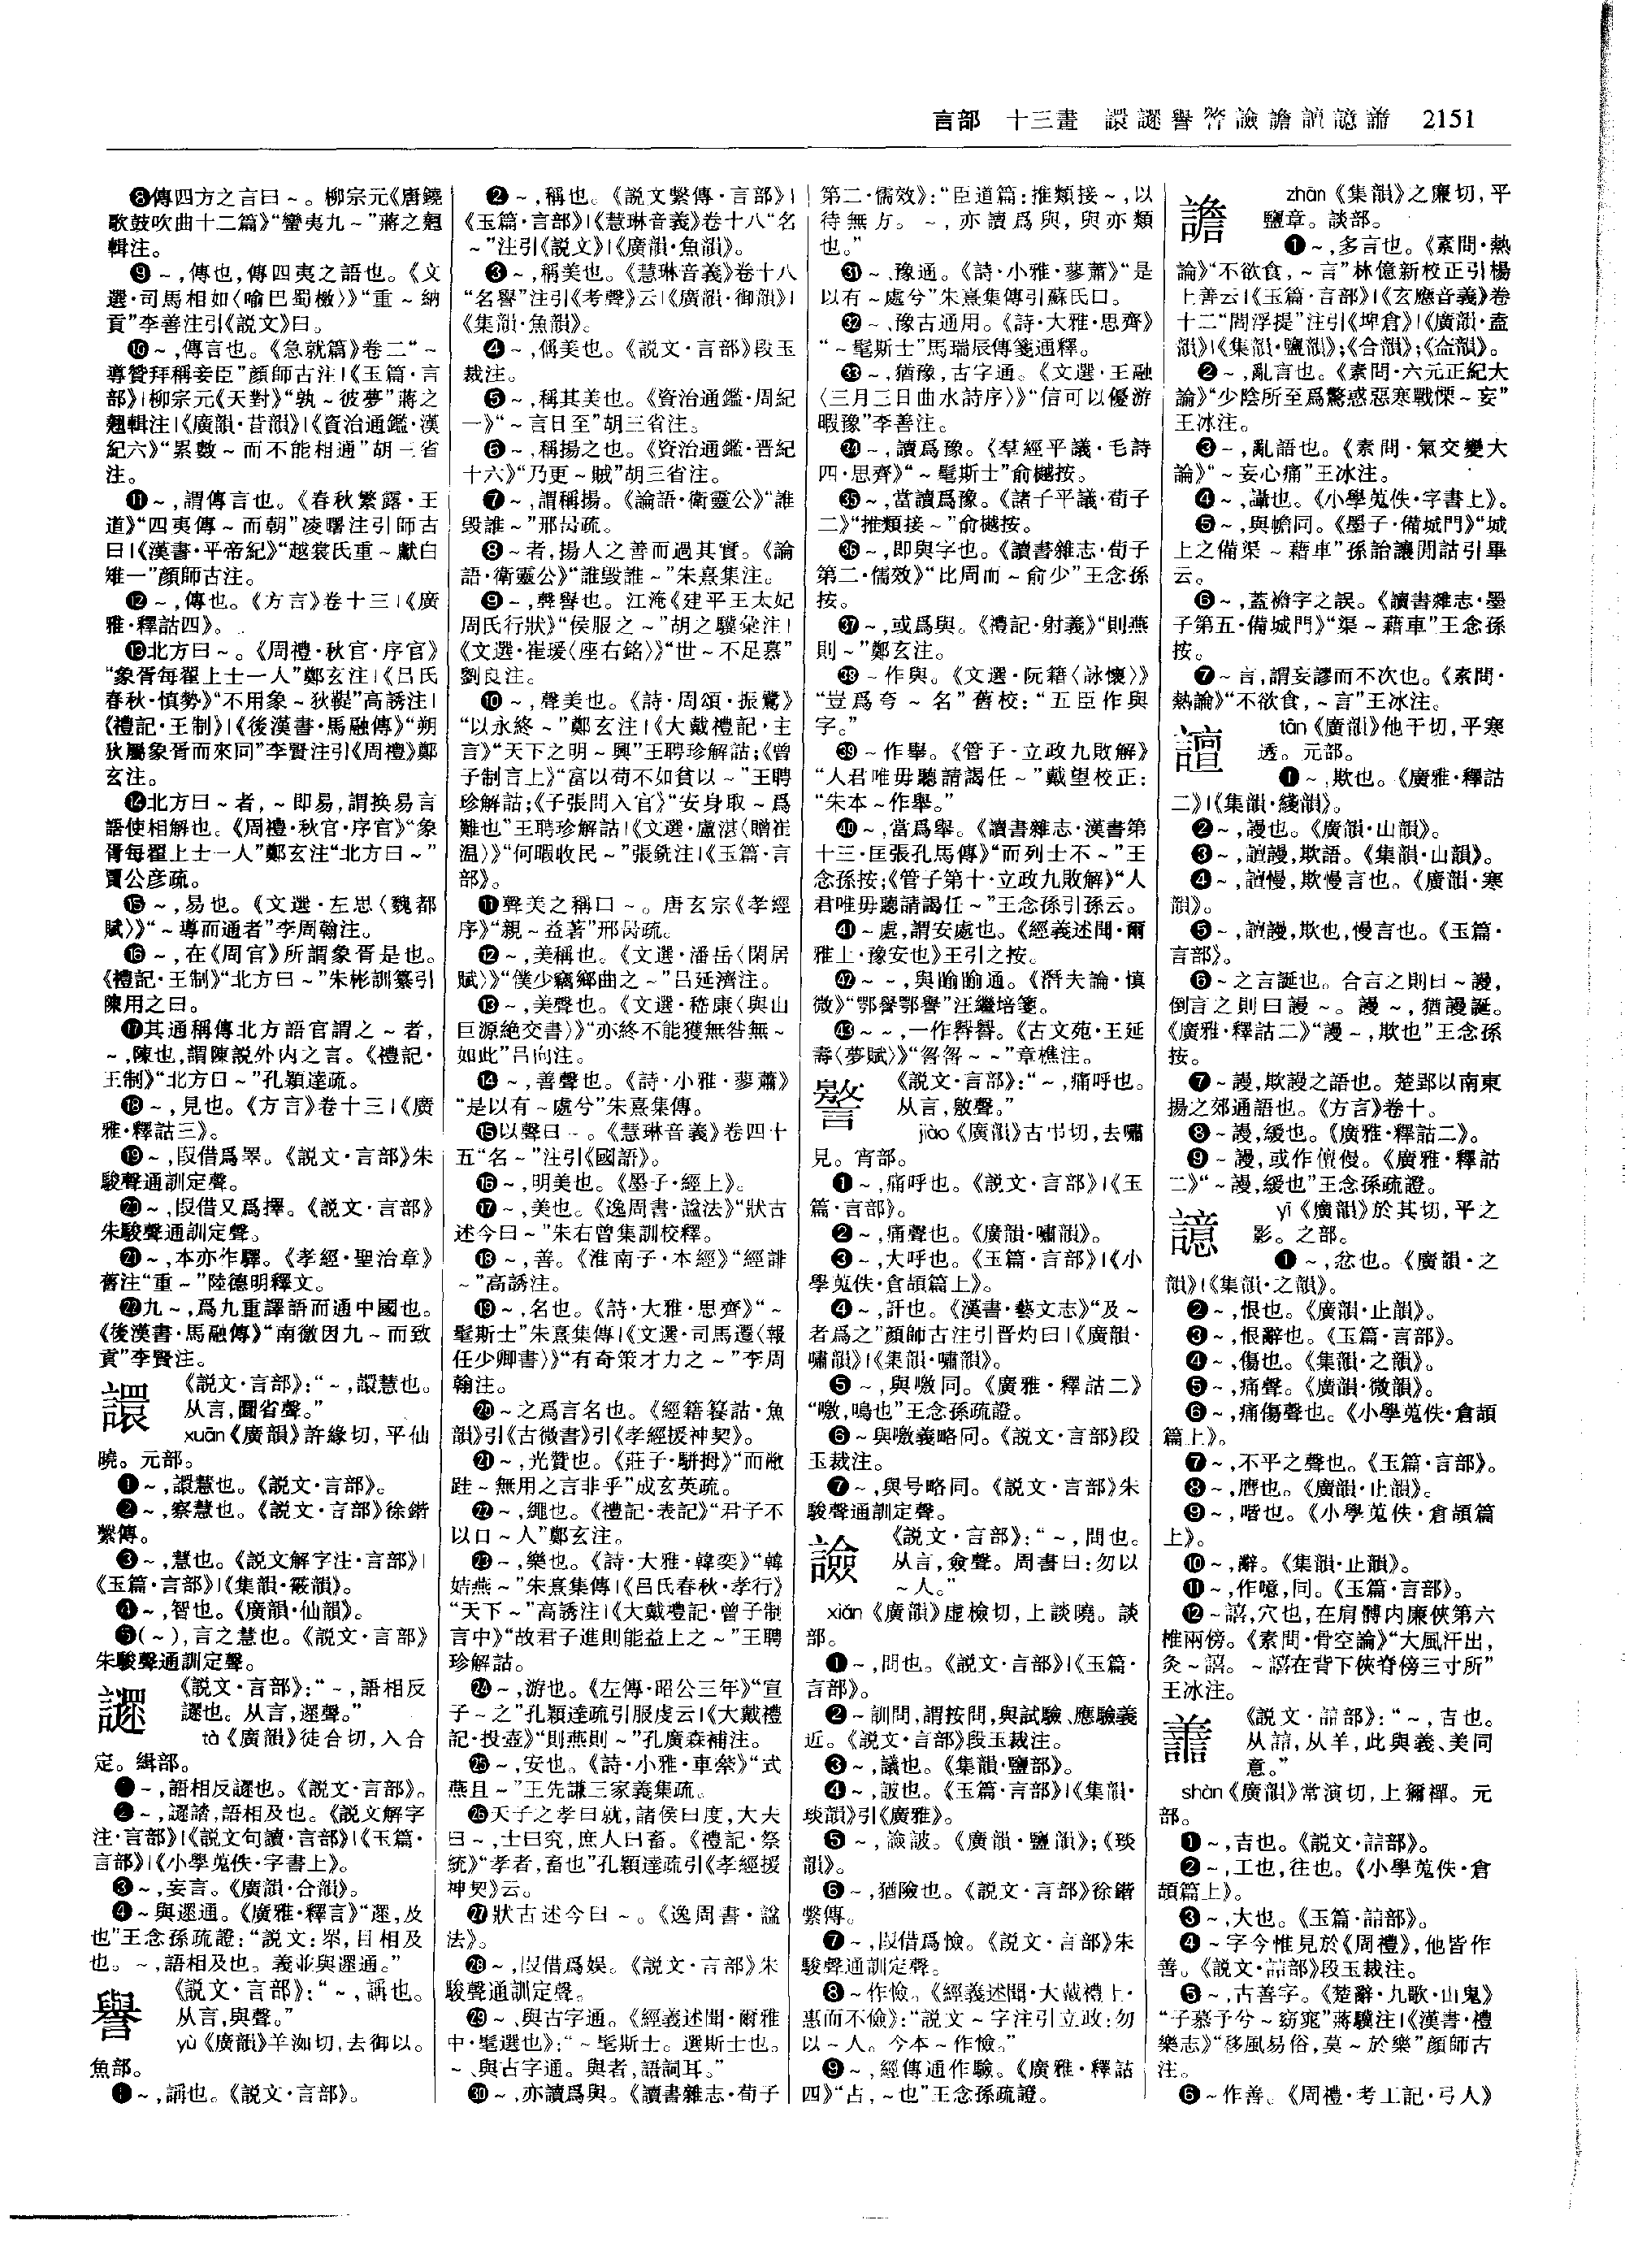 言部 十三畫 譞譅譽䜘譣譫譠譩譱 2151
❽傳四方之言曰～。柳宗元《唐鐃
歌鼓吹曲十二篇》“蠻夷九～”蔣之翹
輯注。
❾～,傳也,傳四夷之語也。《文
選·司馬相如〈喻巴蜀檄〉》“重～納
貢”李善注引《説文》曰。
❿～,傳言也。《急就篇》卷二“～
導贊拜稱妾臣”顔師古注|《玉篇·言
部》|柳宗元《天對》“孰～彼夢”蔣之
翹輯注|《廣韻·昔韻》|《資治通鑑·漢
紀六》“累數～而不能相通”胡三省
注。
⓫～,謂傳言也。《春秋繁露·王
道》“四夷傳～而朝”凌曙注引師古
曰|《漢書·平帝紀》“越裳氏重～獻白
雉一”顔師古注。
⓬～,傳也。《方言》卷十三|《廣
雅·釋詁四》。
⓭北方曰～。《周禮·秋官·序官》
“象胥每翟上士一人”鄭玄注|《吕氏
春秋·慎勢》“不用象～狄鞮”高誘注|
《禮記·王制》|《後漢書·馬融傳》“朔
狄屬象胥而來同”李賢注引《周禮》鄭
玄注。
⓮北方曰～者,～即易,謂换易言
語使相解也。《周禮·秋官·序官》“象
胥每翟上士一人”鄭玄注“北方曰～”
賈公彦疏。
⓯～,易也。《文選·左思〈魏都
賦〉》“～導而通者”李周翰注。
⓰～,在《周官》所謂象胥是也。
《禮記·王制》“北方曰～”朱彬訓纂引
陳用之曰。
⓱其通稱傳北方語官謂之～者,
～,陳也,謂陳説外内之言。《禮記·
王制》“北方曰～”孔穎達疏。
⓲～,見也。《方言》卷十三|《廣
雅·釋詁三》。
⓳～,叚借爲睪。《説文·言部》朱
駿聲通訓定聲。
⓴～,叚借又爲擇。《説文·言部》
朱駿聲通訓定聲。
㉑～,本亦作驛。《孝經·聖治章》
舊注“重～”陸德明釋文。
㉒九～,爲九重譯語而通中國也。
《後漢書·馬融傳》“南徼因九～而致
貢”李賢注。
譞 《説文·言部》:“～,譞慧也。
从言,圜省聲。”
xuān《廣韻》許緣切,平仙
曉。元部。
❶～,譞慧也。《説文·言部》。
❷～,察慧也。《説文·言部》徐鍇
繫傳。
❸～,慧也。《説文解字注·言部》|
《玉篇·言部》|《集韻·霰韻》。
❹～,智也。《廣韻·仙韻》。
❺(～),言之慧也。《説文·言部》
朱駿聲通訓定聲。
《説文·言部》:“～,語相反
䜚也。从言,遝聲。”
tà《廣韻》徒合切,入合
定。緝部。
❶～,語相反䜚也。《説文·言部》。
❷～,䜚誻,語相及也。《説文解字
注·言部》|《説文句讀·言部》|《玉篇·
言部》|《小學蒐佚·字書上》。
❸～,妄言。《廣韻·合韻》。
❹～與遝通。《廣雅·釋言》“遝,及
也”王念孫疏證:“説文:眔,目相及
也。～,語相及也。義並與遝通。”
譽 《説文·言部》:“～,誦也。
从言,與聲。”
yù《廣韻》羊洳切,去御以。
魚部。
❶～,誦也。《説文·言部》。
❷～,稱也。《説文繫傳·言部》|
《玉篇·言部》|《慧琳音義》卷十八“名
～”注引《説文》|《廣韻·魚韻》。
❸～,稱美也。《慧琳音義》卷十八
“名譽”注引《考聲》云|《廣韻·御韻》|
《集韻·魚韻》。
❹～,偁美也。《説文·言部》段玉
裁注。
❺～,稱其美也。《資治通鑑·周紀
一》“～言日至”胡三省注。
❻～,稱揚之也。《資治通鑑·晋紀
十六》“乃更～賊”胡三省注。
❼～,謂稱揚。《論語·衛靈公》“誰
毁誰～”邢昺疏。
❽～者,揚人之善而過其實。《論
語·衛靈公》“誰毁誰～”朱熹集注。
❾～,聲譽也。江淹《建平王太妃
周氏行狀》“侯服之～”胡之驥彙注|
《文選·崔瑗〈座右銘〉》“世～不足慕”
劉良注。
❿～,聲美也。《詩·周頌·振鷺》
“以永終～”鄭玄注|《大戴禮記·主
言》“天下之明～興”王聘珍解詁;《曾
子制言上》“富以苟不如貧以～”王聘
珍解詁;《子張問入官》“安身取～爲
難也”王聘珍解詁|《文選·盧湛〈贈崔
温〉》“何暇收民～”張銑注|《玉篇·言
部》。
⓫聲美之稱曰～。唐玄宗《孝經
序》“親～益著”邢昺疏。
⓬～,美稱也。《文選·潘岳〈閑居
賦〉》“僕少竊鄉曲之～”吕延濟注。
⓭～,美聲也。《文選·嵇康〈與山
巨源絶交書〉》“亦終不能獲無咎無～
如此”吕向注。
⓮～,善聲也。《詩·小雅·蓼蕭》
“是以有～處兮”朱熹集傳。
⓯以聲曰～。《慧琳音義》卷四十
五“名～”注引《國語》。
⓰～,明美也。《墨子·經上》。
⓱～,美也。《逸周書·謚法》“狀古
述今曰～”朱右曾集訓校釋。
⓲～,善。《淮南子·本經》“經誹
～”高誘注。
⓳～,名也。《詩·大雅·思齊》“～
髦斯士”朱熹集傳|《文選·司馬遷〈報
任少卿書〉》“有奇策才力之～”李周
翰注。
⓴～之爲言名也。《經籍籑詁·魚
韻》引《古微書》引《孝經援神契》。
㉑～,光贊也。《莊子·駢拇》“而敝
跬～無用之言非乎”成玄英疏。
㉒～,繩也。《禮記·表記》“君子不
以口～人”鄭玄注。
㉓～,樂也。《詩·大雅·韓奕》“韓
姞燕～”朱熹集傳|《吕氏春秋·孝行》
“天下～”高誘注|《大戴禮記·曾子制
言中》“故君子進則能益上之～”王聘
珍解詁。
㉔～,游也。《左傳·昭公三年》“宣
子～之”孔穎達疏引服虔云|《大戴禮
記·投壺》“則燕則～”孔廣森補注。
㉕～,安也。《詩·小雅·車舝》“式
燕且～”王先謙三家義集疏。
㉖天子之孝曰就,諸侯曰度,大夫
曰～,士曰究,庶人曰畜。《禮記·祭
統》“孝者,畜也”孔穎達疏引《孝經援
神契》云。
㉗狀古述今曰～。《逸周書·謚
法》。
㉘～,叚借爲娱。《説文·言部》朱
駿聲通訓定聲。
㉙～、與古字通。《經義述聞·爾雅
中·髦選也》:“～髦斯士。選斯士也。
～、與古字通。與者,語詞耳。”
㉚～,亦讀爲與。《讀書雜志·荀子
第二·儒效》:“臣道篇:推類接～,以
待無方。～,亦讀爲與,與亦類
也。”
㉛～、豫通。《詩·小雅·蓼蕭》“是
以有～處兮”朱熹集傳引蘇氏曰。
㉜～、豫古通用。《詩·大雅·思齊》
“～髦斯士”馬瑞辰傳箋通釋。
㉝～,猶豫,古字通。《文選·王融
〈三月三日曲水詩序〉》“信可以優游
暇豫”李善注。
㉞～,讀爲豫。《羣經平議·毛詩
四·思齊》“～髦斯士”俞樾按。
㉟～,當讀爲豫。《諸子平議·荀子
二》“推類接～”俞樾按。
㊱～,即與字也。《讀書雜志·荀子
第二·儒效》“比周而～俞少”王念孫
按。
㊲～,或爲與。《禮記·射義》“則燕
則～”鄭玄注。
㊳～作與。《文選·阮籍〈詠懷〉》
“豈爲夸～名”舊校:“五臣作與
字。”
㊴～作舉。《管子·立政九敗解》
“人君唯毋聽請謁任～”戴望校正:
“朱本～作舉。”
㊵～,當爲舉。《讀書雜志·漢書第
十三·匡張孔馬傳》“而列士不～”王
念孫按;《管子第十·立政九敗解》“人
君唯毋聽請謁任～”王念孫引孫云。
㊶～處,謂安處也。《經義述聞·爾
雅上·豫安也》王引之按。
㊷～～,與喻喻通。《潛夫論·慎
微》“鄂譽鄂譽”汪繼培箋。
㊸～～,一作礜礜。《古文苑·王延
壽〈夢賦〉》“㗱㗱～～”章樵注。
《説文·言部》:“～,痛呼也。
从言,敫聲。”
jiào《廣韻》古弔切,去嘯
見。宵部。
❶～,痛呼也。《説文·言部》|《玉
篇·言部》。
❷～,痛聲也。《廣韻·嘯韻》。
❸～,大呼也。《玉篇·言部》|《小
學蒐佚·倉頡篇上》。
❹～,訐也。《漢書·藝文志》“及～
者爲之”顔師古注引晋灼曰|《廣韻·
嘯韻》|《集韻·嘯韻》。
❺～,與噭同。《廣雅·釋詁二》
“噭,鳴也”王念孫疏證。
❻～與噭義略同。《説文·言部》段
玉裁注。
❼～,與号略同。《説文·言部》朱
駿聲通訓定聲。
譣 《説文·言部》:“～,問也。
从言,僉聲。周書曰:勿以
～人。”
xiǎn《廣韻》虚檢切,上談曉。談
部。
❶～,問也。《説文·言部》|《玉篇·
言部》。
❷～訓問,謂按問,與試驗、應驗義
近。《説文·言部》段玉裁注。
❸～,議也。《集韻·鹽部》。
❹～,詖也。《玉篇·言部》|《集韻·
琰韻》引《廣雅》。
❺～,譣詖。《廣韻·鹽韻》;《琰
韻》。
❻～,猶險也。《説文·言部》徐鍇
繫傳。
❼～,叚借爲憸。《説文·言部》朱
駿聲通訓定聲。
❽～作憸。《經義述聞·大戴禮上·
惠而不儉》:“説文～字注引立政:勿
以～人。今本～作憸。”
❾～,經傳通作驗。《廣雅·釋詁
四》“占,～也”王念孫疏證。
譫 zhān《集韻》之廉切,平
鹽章。談部。
❶～,多言也。《素問·熱
論》“不欲食,～言”林億新校正引楊
上善云|《玉篇·言部》|《玄應音義》卷
十二“閻浮提”注引《埤倉》|《廣韻·盍
韻》|《集韻·鹽韻》;《合韻》;《盍韻》。
❷～,亂言也。《素問·六元正紀大
論》“少陰所至爲驚惑惡寒戰慄～妄”
王冰注。
❸～,亂語也。《素問·氣交變大
論》“～妄心痛”王冰注。
❹～,讘也。《小學蒐佚·字書上》。
❺～,與幨同。《墨子·備城門》“城
上之備渠～藉車”孫詒讓閒詁引畢
云。
❻～,蓋襜字之誤。《讀書雜志·墨
子第五·備城門》“渠～藉車”王念孫
按。
❼～言,謂妄謬而不次也。《素問·
熱論》“不欲食,～言”王冰注。
譠 tān《廣韻》他干切,平寒
透。元部。
❶～,欺也。《廣雅·釋詁
二》|《集韻·綫韻》。
❷～,謾也。《廣韻·山韻》。
❸～,譠謾,欺語。《集韻·山韻》。
❹～,譠慢,欺慢言也。《廣韻·寒
韻》。
❺～,譠謾,欺也,慢言也。《玉篇·
言部》。
❻～之言誕也。合言之則曰～謾,
倒言之則曰謾～。謾～,猶謾誕。
《廣雅·釋詁二》“謾～,欺也”王念孫
按。
❼～謾,欺謾之語也。楚郢以南東
揚之郊通語也。《方言》卷十。
❽～謾,緩也。《廣雅·釋詁二》。
❾～謾,或作儃僈。《廣雅·釋詁
二》“～謾,緩也”王念孫疏證。
譩 yī《廣韻》於其切,平之
影。之部。
❶～,忿也。《廣韻·之
韻》|《集韻·之韻》。
❷～,恨也。《廣韻·止韻》。
❸～,恨辭也。《玉篇·言部》。
❹～,傷也。《集韻·之韻》。
❺～,痛聲。《廣韻·微韻》。
❻～,痛傷聲也。《小學蒐佚·倉頡
篇上》。
❼～,不平之聲也。《玉篇·言部》。
❽～,譍也。《廣韻·止韻》。
❾～,喈也。《小學蒐佚·倉頡篇
上》。
❿～,辭。《集韻·止韻》。
⓫～,作噫,同。《玉篇·言部》。
⓬～譆,穴也,在肩髆内廉俠第六
椎兩傍。《素問·骨空論》“大風汗出,
灸～譆。～譆在背下俠脊傍三寸所”
王冰注。
譱 《説文·誩部》:“～,吉也。
从誩,从羊,此與義、美同
意。”
shàn《廣韻》常演切,上獮禪。元
部。
❶～,吉也。《説文·誩部》。
❷～,工也,往也。《小學蒐佚·倉
頡篇上》。
❸～,大也。《玉篇·誩部》。
❹～字今惟見於《周禮》,他皆作
善。《説文·誩部》段玉裁注。
❺～,古善字。《楚辭·九歌·山鬼》
“子慕予兮～窈窕”蔣驥注|《漢書·禮
樂志》“移風易俗,莫～於樂”顔師古
注。
❻～作善。《周禮·考工記·弓人》